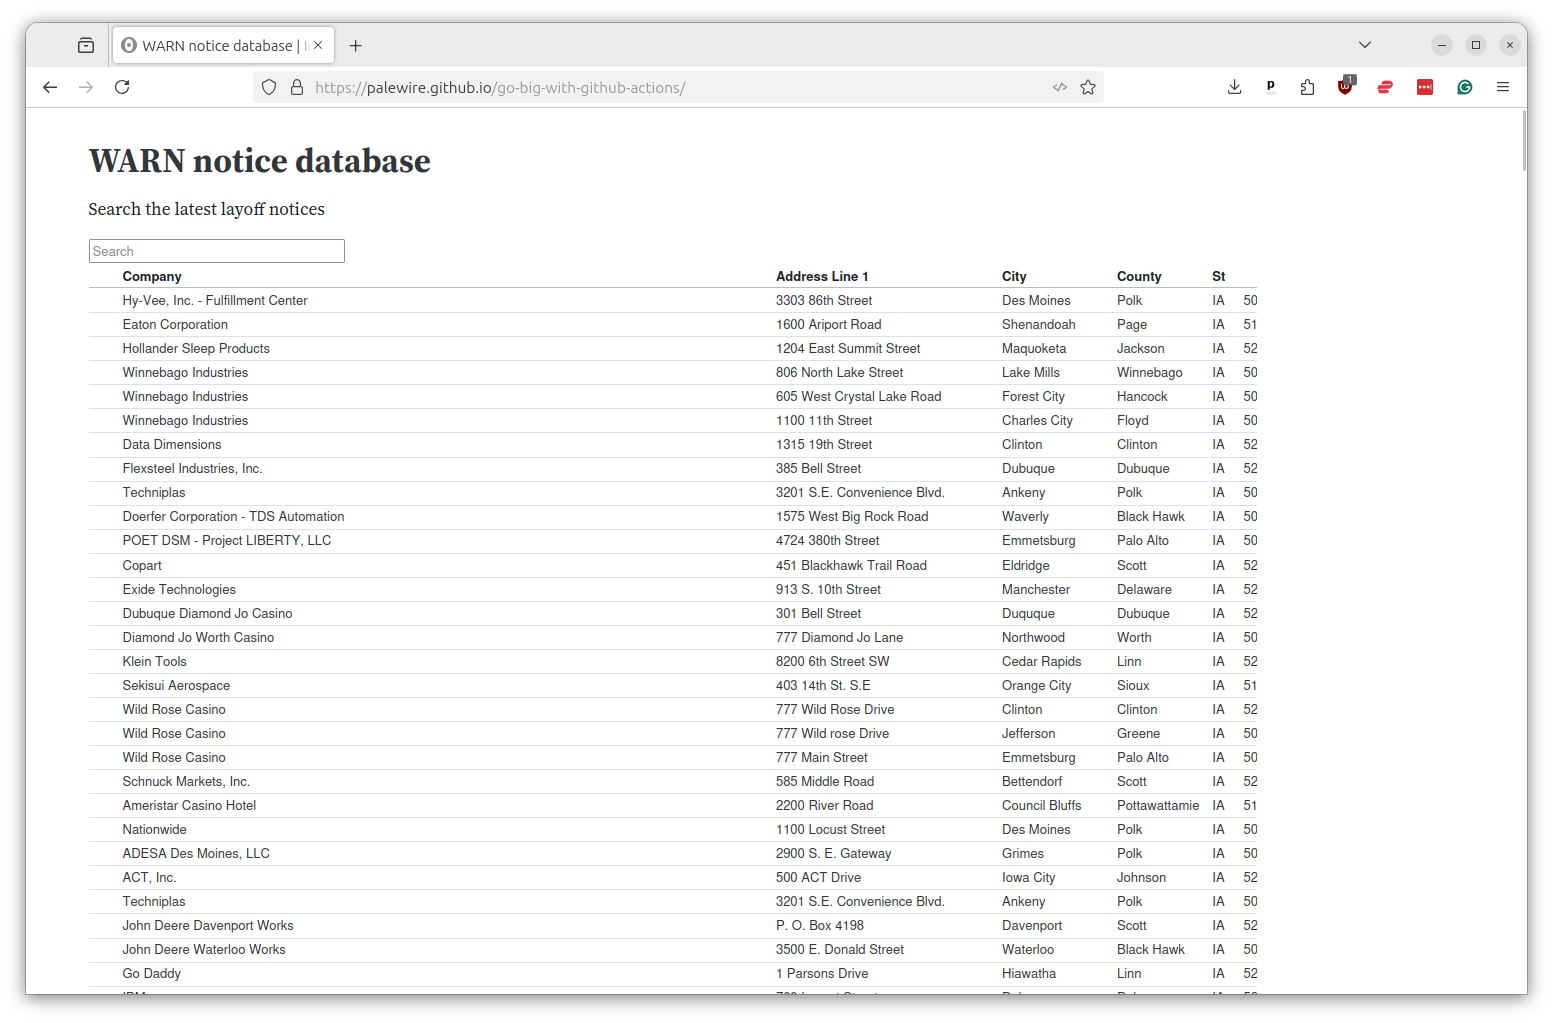 WARN notice database |
https://palewire.github.io/go-big-with-github-actions/
1
WARN notice database
Search the latest layoff notices
Search
Company Address Line 1 City County St
Hy-Vee, Inc. - Fulfillment Center 3303 86th Street Des Moines Polk IA 50
Eaton Corporation 1600 Ariport Road Shenandoah Page IA 51
Hollander Sleep Products 1204 East Summit Street Maquoketa Jackson IA 52
Winnebago Industries 806 North Lake Street Lake Mills Winnebago IA 50
Winnebago Industries 605 West Crystal Lake Road Forest City Hancock IA 50
Winnebago Industries 1100 11th Street Charles City Floyd IA 50
Data Dimensions 1315 19th Street Clinton Clinton IA 52
Flexsteel Industries, Inc. 385 Bell Street Dubuque Dubuque IA 52
Techniplas 3201 S.E. Convenience Blvd. Ankeny Polk IA 50
Doerfer Corporation - TDS Automation 1575 West Big Rock Road Waverly Black Hawk IA 50
POET DSM - Project LIBERTY, LLC 4724 380th Street Emmetsburg Palo Alto IA 50
Copart 451 Blackhawk Trail Road Eldridge Scott IA 52
Exide Technologies 913 S. 10th Street Manchester Delaware IA 52
Dubuque Diamond Jo Casino 301 Bell Street Duquque Dubuque IA 52
Diamond Jo Worth Casino 777 Diamond Jo Lane Northwood Worth IA 50
Klein Tools 8200 6th Street SW Cedar Rapids Linn IA 52
Sekisui Aerospace 403 14th St. S.E Orange City Sioux IA 51
Wild Rose Casino 777 Wild Rose Drive Clinton Clinton IA 52
Wild Rose Casino 777 Wild rose Drive Jefferson Greene IA 50
Wild Rose Casino 777 Main Street Emmetsburg Palo Alto IA 50
Schnuck Markets, Inc. 585 Middle Road Bettendorf Scott IA 52
Ameristar Casino Hotel 2200 River Road Council Bluffs Pottawattamie IA 51
Nationwide 1100 Locust Street Des Moines Polk IA 50
ADESA Des Moines, LLC 2900 S. E. Gateway Grimes Polk IA 50
ACT, Inc. 500 ACT Drive Iowa City Johnson IA 52
Techniplas 3201 S.E. Convenience Blvd. Ankeny Polk IA 50
John Deere Davenport Works P. O. Box 4198 Davenport Scott IA 52
John Deere Waterloo Works 3500 E. Donald Street Waterloo Black Hawk IA 50
Go Daddy 1 Parsons Drive Hiawatha Linn IA 52